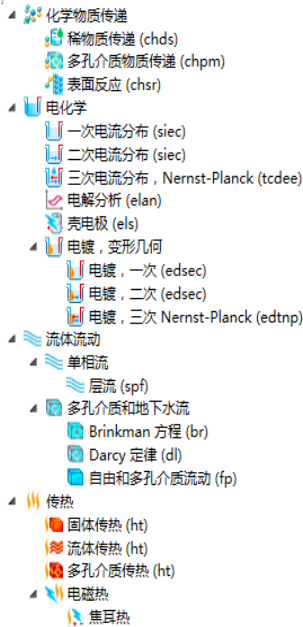 化学物质传递
稀物质传递 (chds)
多孔介质物质传递 (chpm)
表面反应 (chsr)
电化学
一次电流分布 (siec)
二次电流分布 (siec)
三次电流分布，Nernst-Planck (tcdee)
电解分析 (elan)
壳电极 (els)
电镀，变形几何
电镀，一次 (edsec)
电镀，二次 (edsec)
电镀，三次 Nernst-Planck (edtnp)
流体流动
单相流
层流 (spf)
多孔介质和地下水流
Brinkman 方程 (br)
Darcy 定律 (dl)
自由和多孔介质流动 (fp)
传热
固体传热 (ht)
流体传热 (ht)
多孔介质传热 (ht)
电磁热
焦耳热